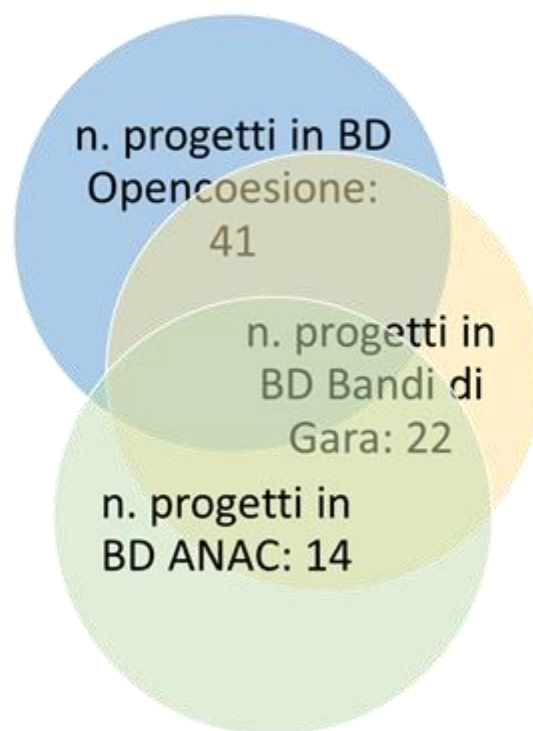 n. progetti in BD
Opencoesione:
41
n. progetti in
BD Bandi di
Gara: 22
n. progetti in
BD ANAC: 14